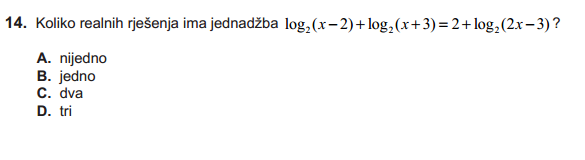 14. Koliko realnih rješenja ima jednadžba log₂(x−2)+log₂(x+3)=2+log₂(2x−3)?
A. nijedno
B. jedno
C. dva
D. tri